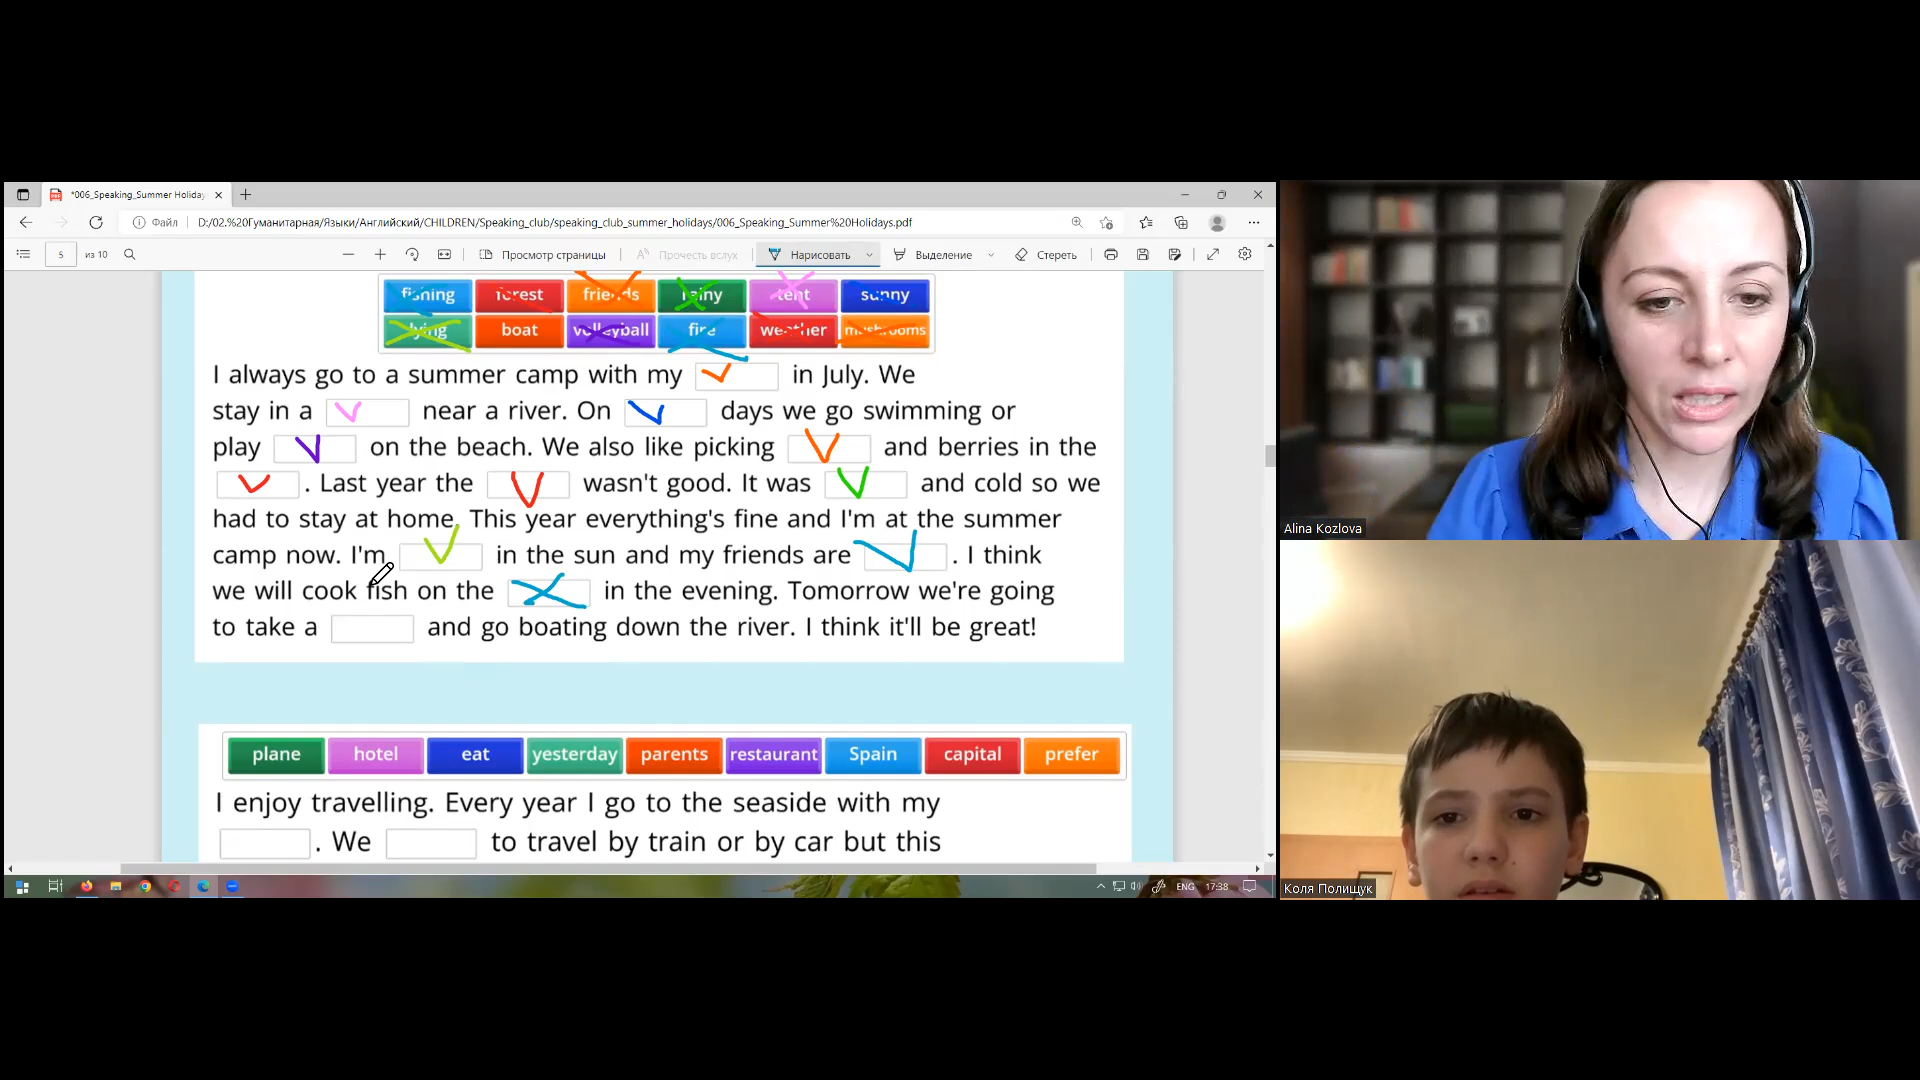 *006_Speaking_Summer Holiday
Файл
D:/02.%20Гуманитарная/Языки/Английский/CHILDREN/Speaking_club/speaking_club_summer_holidays/006_Speaking_Summer%20Holidays.pdf
5 из 10
Просмотр страницы
Прочесть вслух
Нарисовать
Выделение
Стереть
fishing forest friends rainy tent sunny
lying boat volleyball fire weather mushrooms
I always go to a summer camp with my in July. We
stay in a near a river. On days we go swimming or
play on the beach. We also like picking and berries in the
. Last year the wasn't good. It was and cold so we
had to stay at home. This year everything's fine and I'm at the summer
camp now. I'm in the sun and my friends are . I think
we will cook fish on the in the evening. Tomorrow we're going
to take a and go boating down the river. I think it'll be great!
plane hotel eat yesterday parents restaurant Spain capital prefer
I enjoy travelling. Every year I go to the seaside with my
. We to travel by train or by car but this
ENG 17:38
Alina Kozlova
Коля Полищук